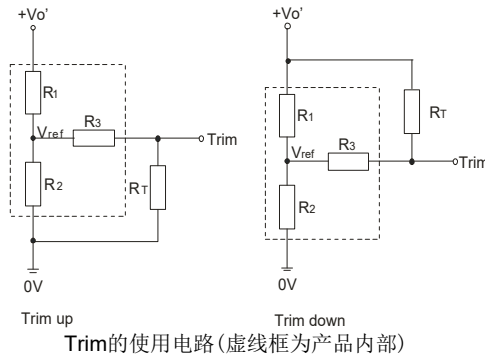 +Vo' +Vo'
R1 R1
RT
Vref R3 Trim Vref R3 Trim
R2 RT R2
0V 0V
Trim up Trim down
Trim的使用电路(虚线框为产品内部)